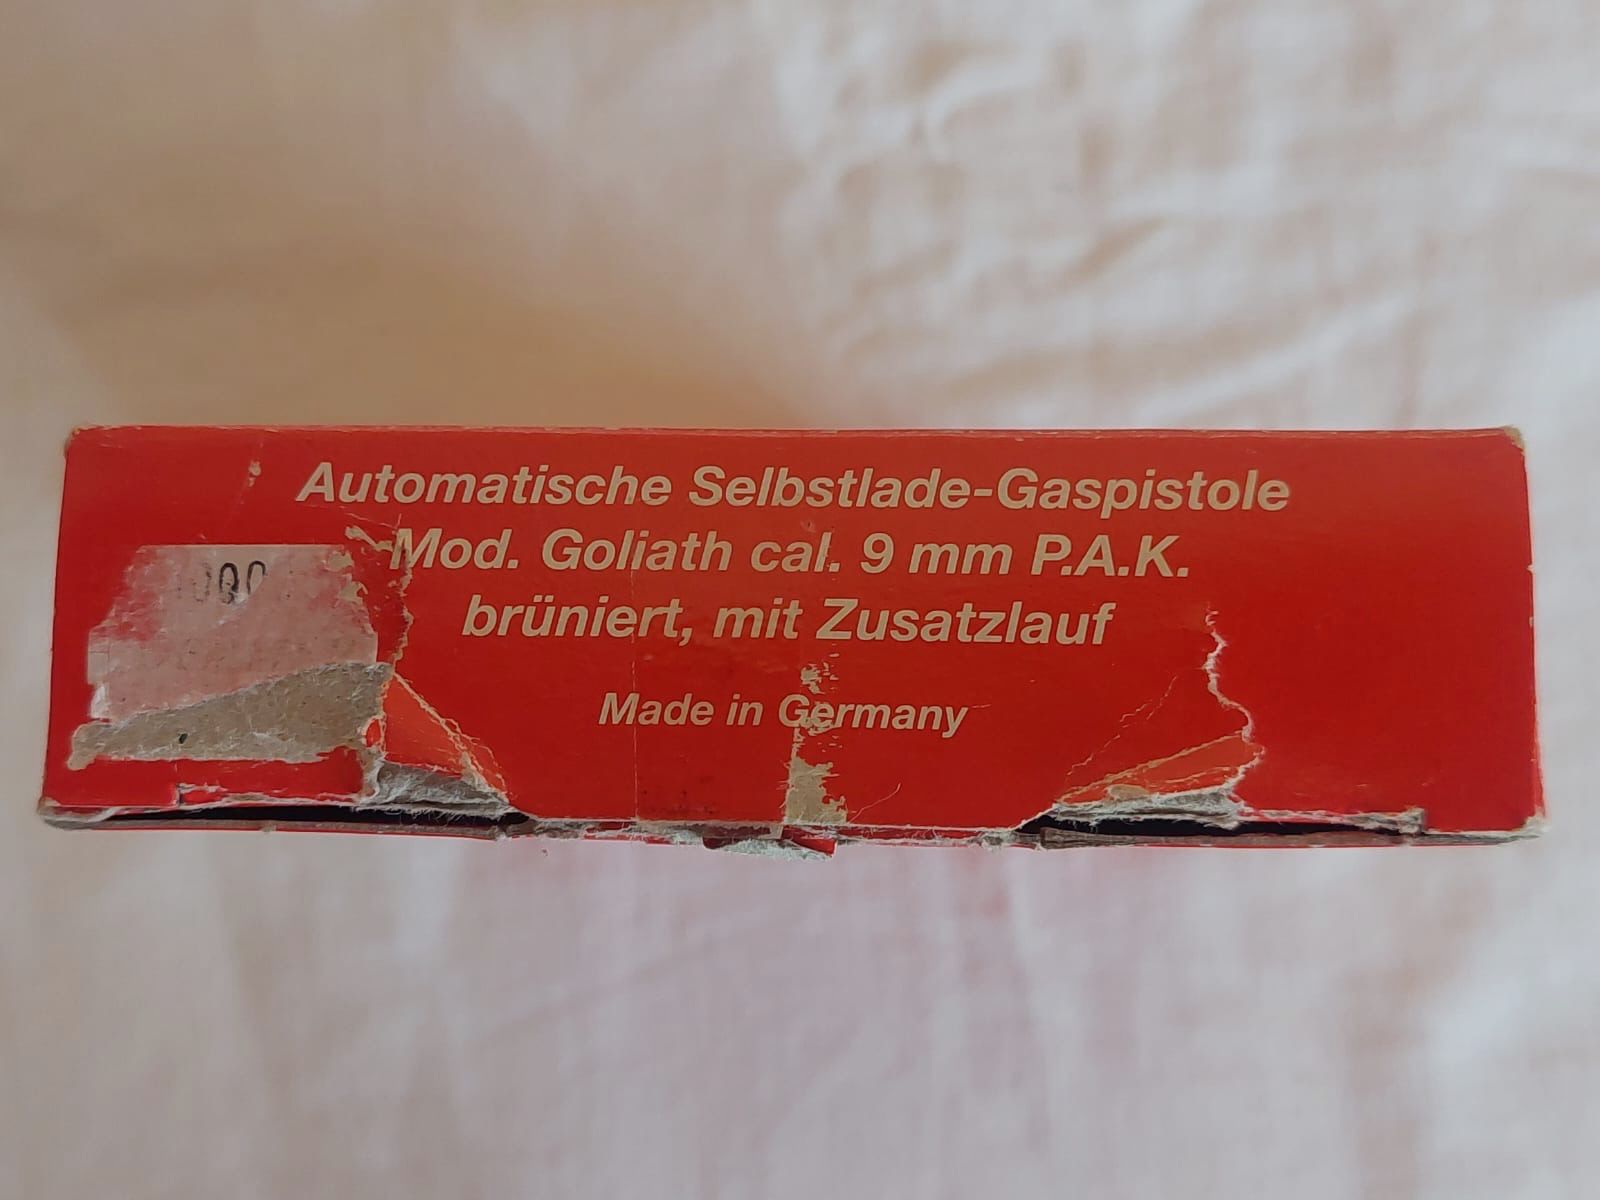 Automatische Selbstlade-Gaspistole
Mod. Goliath cal. 9 mm P.A.K.
brüniert, mit Zusatzlauf
Made in Germany